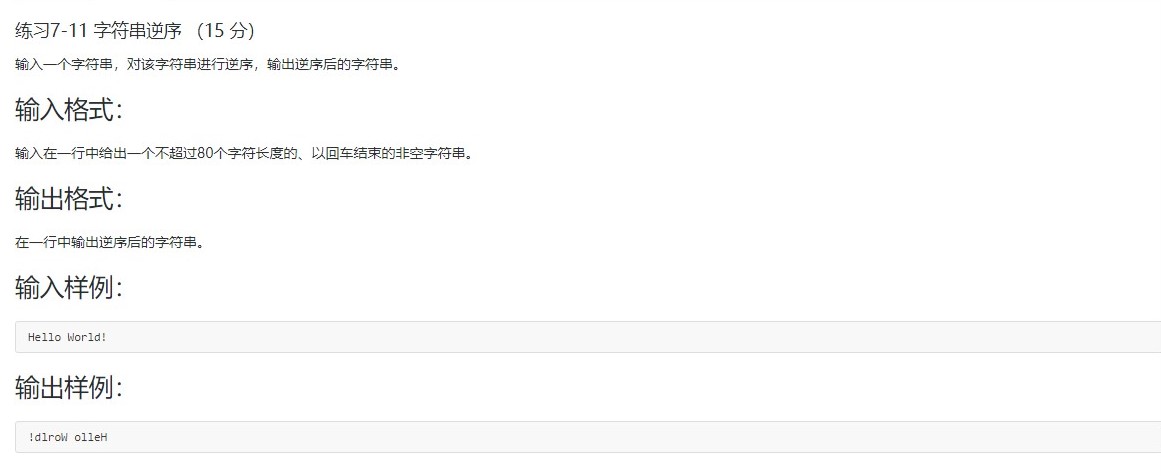 练习7-11 字符串逆序 （15 分）
输入一个字符串，对该字符串进行逆序，输出逆序后的字符串。
输入格式：
输入在一行中给出一个不超过80个字符长度的、以回车结束的非空字符串。
输出格式：
在一行中输出逆序后的字符串。
输入样例：
Hello World!
输出样例：
!dlroW olleH